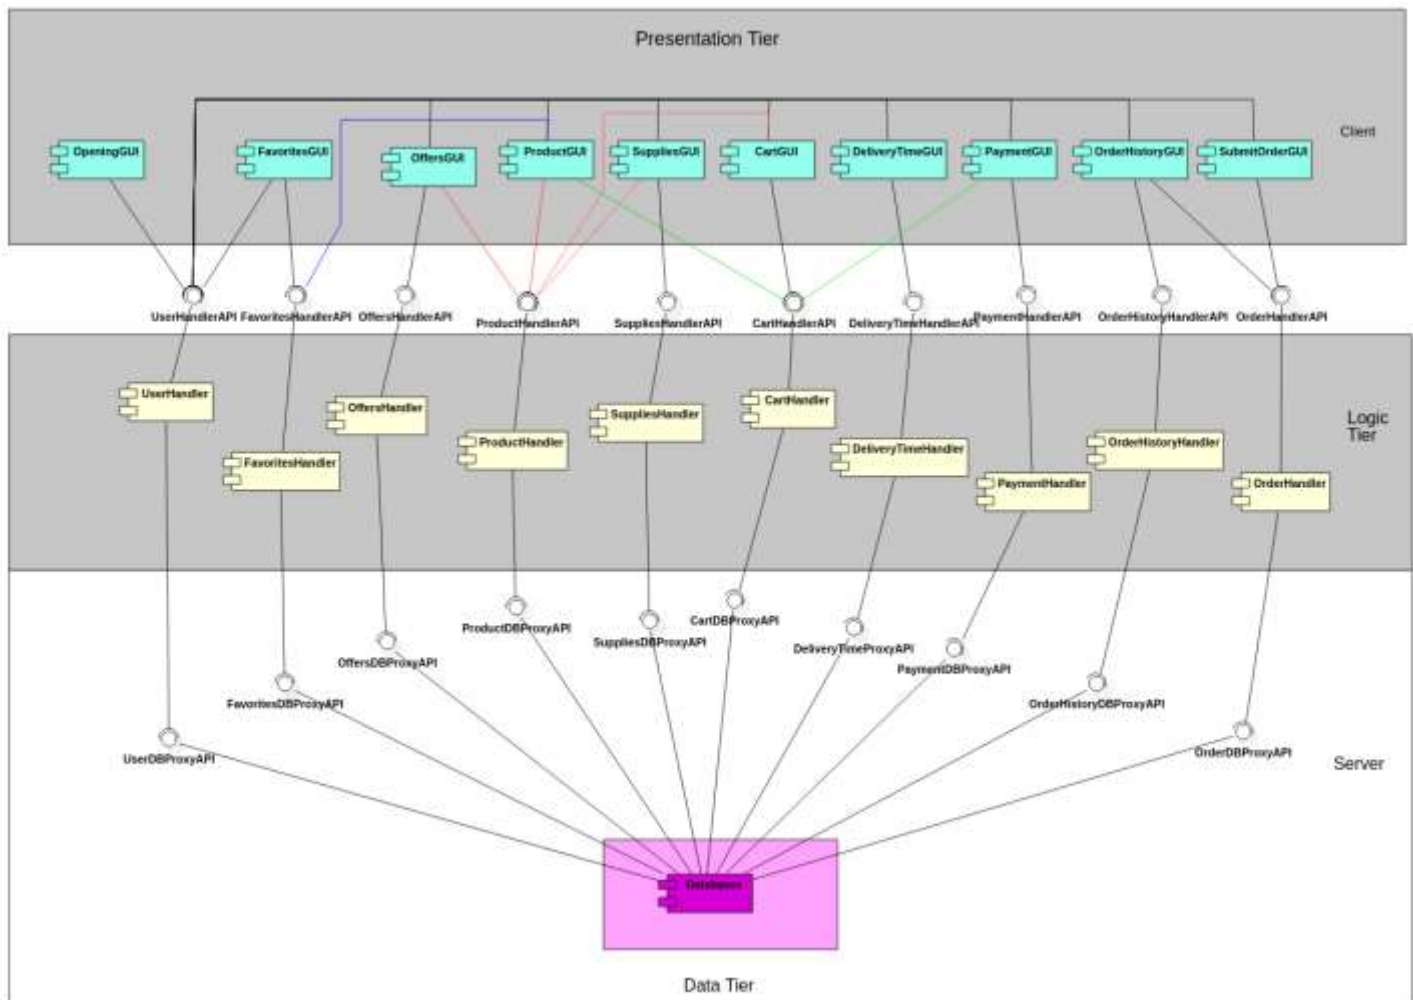 Presentation Tier
Client
OpeningGUI
FavoritesGUI
OffersGUI
ProductGUI
SuppliesGUI
CartGUI
DeliveryTimeGUI
PaymentGUI
OrderHistoryGUI
SubmitOrderGUI
UserHandlerAPI
FavoritesHandlerAPI
OffersHandlerAPI
ProductHandlerAPI
SuppliesHandlerAPI
CartHandlerAPI
DeliveryTimeHandlerAPI
PaymentHandlerAPI
OrderHistoryHandlerAPI
OrderHandlerAPI
UserHandler
FavoritesHandler
OffersHandler
ProductHandler
SuppliesHandler
CartHandler
DeliveryTimeHandler
PaymentHandler
OrderHistoryHandler
OrderHandler
Logic
Tier
UserDBProxyAPI
FavoritesDBProxyAPI
OffersDBProxyAPI
ProductDBProxyAPI
SuppliesDBProxyAPI
CartDBProxyAPI
DeliveryTimeProxyAPI
PaymentDBProxyAPI
OrderHistoryDBProxyAPI
OrderDBProxyAPI
Server
Databases
Data Tier